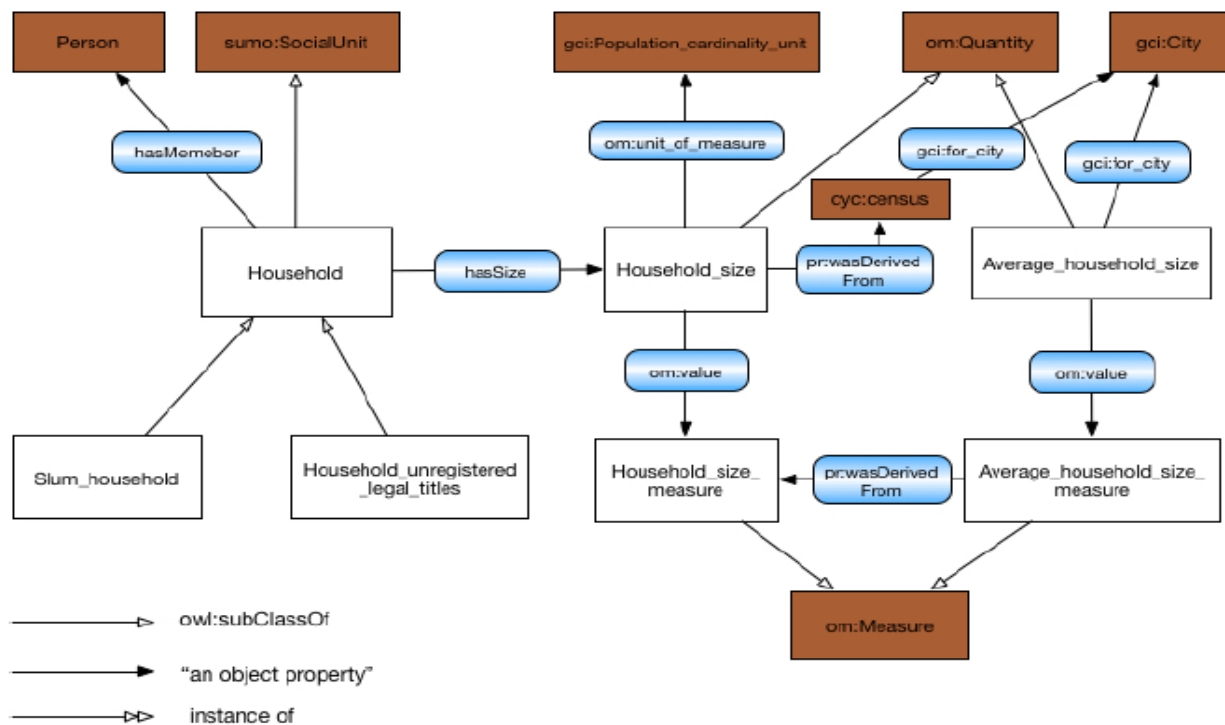 Person
sumo:SocialUnit
gci:Population_cardinality_unit
om:Quantity
gci:City
hasMemeber
om:unit_of_measure
gci:for_city
gci:for_city
cyc:census
Household
hasSize
Household_size
pr:wasDerived
From
Average_household_size
om:value
om:value
Slum_household
Household_unregistered
_legal_titles
Household_size_
measure
pr:wasDerived
From
Average_household_size_
measure
om:Measure
owl:subClassOf
“an object property”
instance of